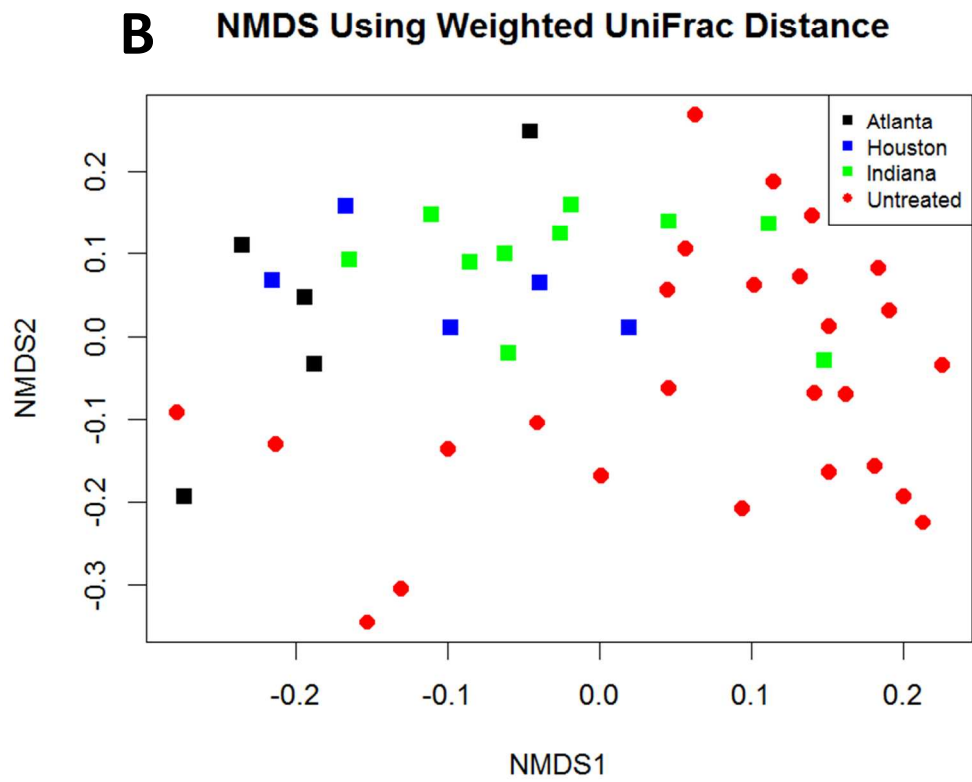 B NMDS Using Weighted UniFrac Distance
Atlanta
Houston
Indiana
Untreated
NMDS2
0.2
0.1
0.0
-0.1
-0.2
-0.3
-0.2 -0.1 0.0 0.1 0.2
NMDS1